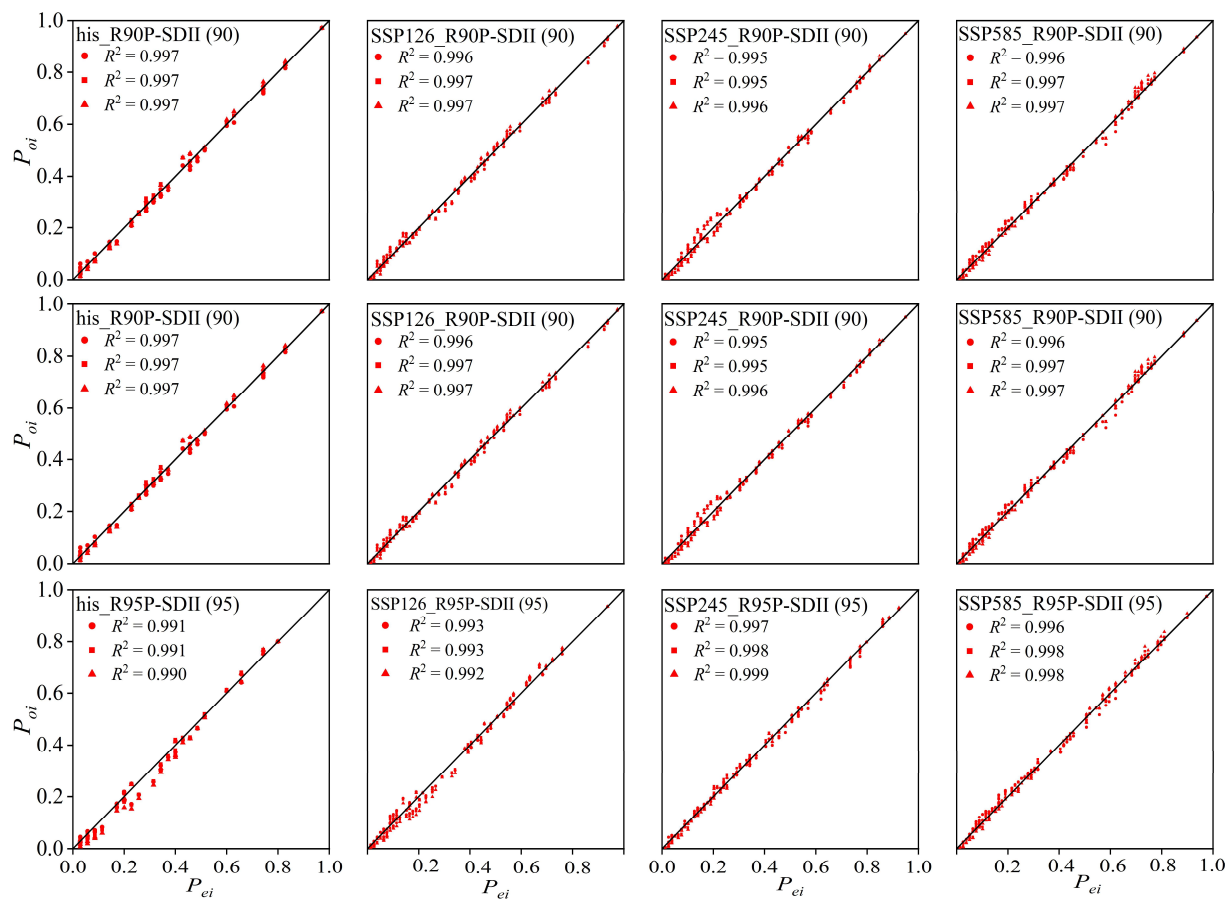 his_R90P-SDII (90)
R² = 0.997
R² = 0.997
R² = 0.997
SSP126_R90P-SDII (90)
R² = 0.996
R² = 0.997
R² = 0.997
SSP245_R90P-SDII (90)
R² – 0.995
R² = 0.995
R² = 0.996
SSP585_R90P-SDII (90)
R² – 0.996
R² = 0.997
R² = 0.997
1.0
0.8
0.6
0.4
0.2
0.0
Poi
his_R90P-SDII (90)
R² = 0.997
R² = 0.997
R² = 0.997
SSP126_R90P-SDII (90)
R² = 0.996
R² = 0.997
R² = 0.997
SSP245_R90P-SDII (90)
R² = 0.995
R² = 0.995
R² = 0.996
SSP585_R90P-SDII (90)
R² = 0.996
R² = 0.997
R² = 0.997
1.0
0.8
0.6
0.4
0.2
0.0
Poi
his_R95P-SDII (95)
R² = 0.991
R² = 0.991
R² = 0.990
SSP126_R95P-SDII (95)
R² = 0.993
R² = 0.993
R² = 0.992
SSP245_R95P-SDII (95)
R² = 0.997
R² = 0.998
R² = 0.999
SSP585_R95P-SDII (95)
R² = 0.996
R² = 0.998
R² = 0.998
1.0
0.8
0.6
0.4
0.2
0.0
Poi
0.0 0.2 0.4 0.6 0.8 1.0
0.2 0.4 0.6 0.8
0.2 0.4 0.6 0.8
0.2 0.4 0.6 0.8 1.0
Pei
Pei
Pei
Pei